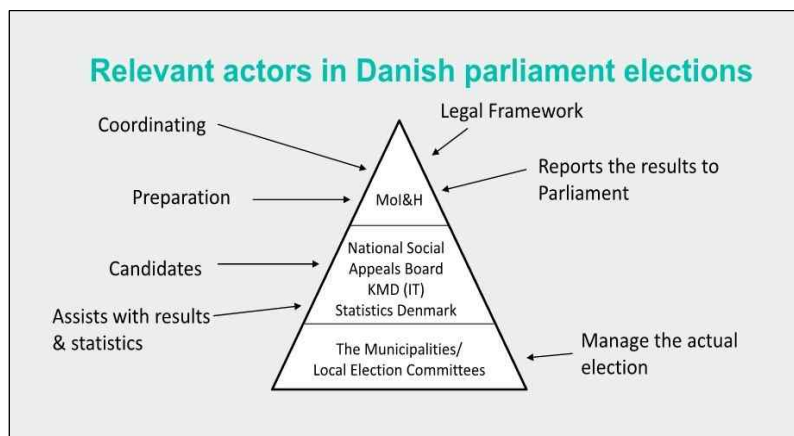 Relevant actors in Danish parliament elections
Coordinating
Legal Framework
Preparation
Reports the results to
Parliament
MoI&H
Candidates
National Social
Appeals Board
KMD (IT)
Statistics Denmark
Assists with results
& statistics
The Municipalities/
Local Election Committees
Manage the actual
election